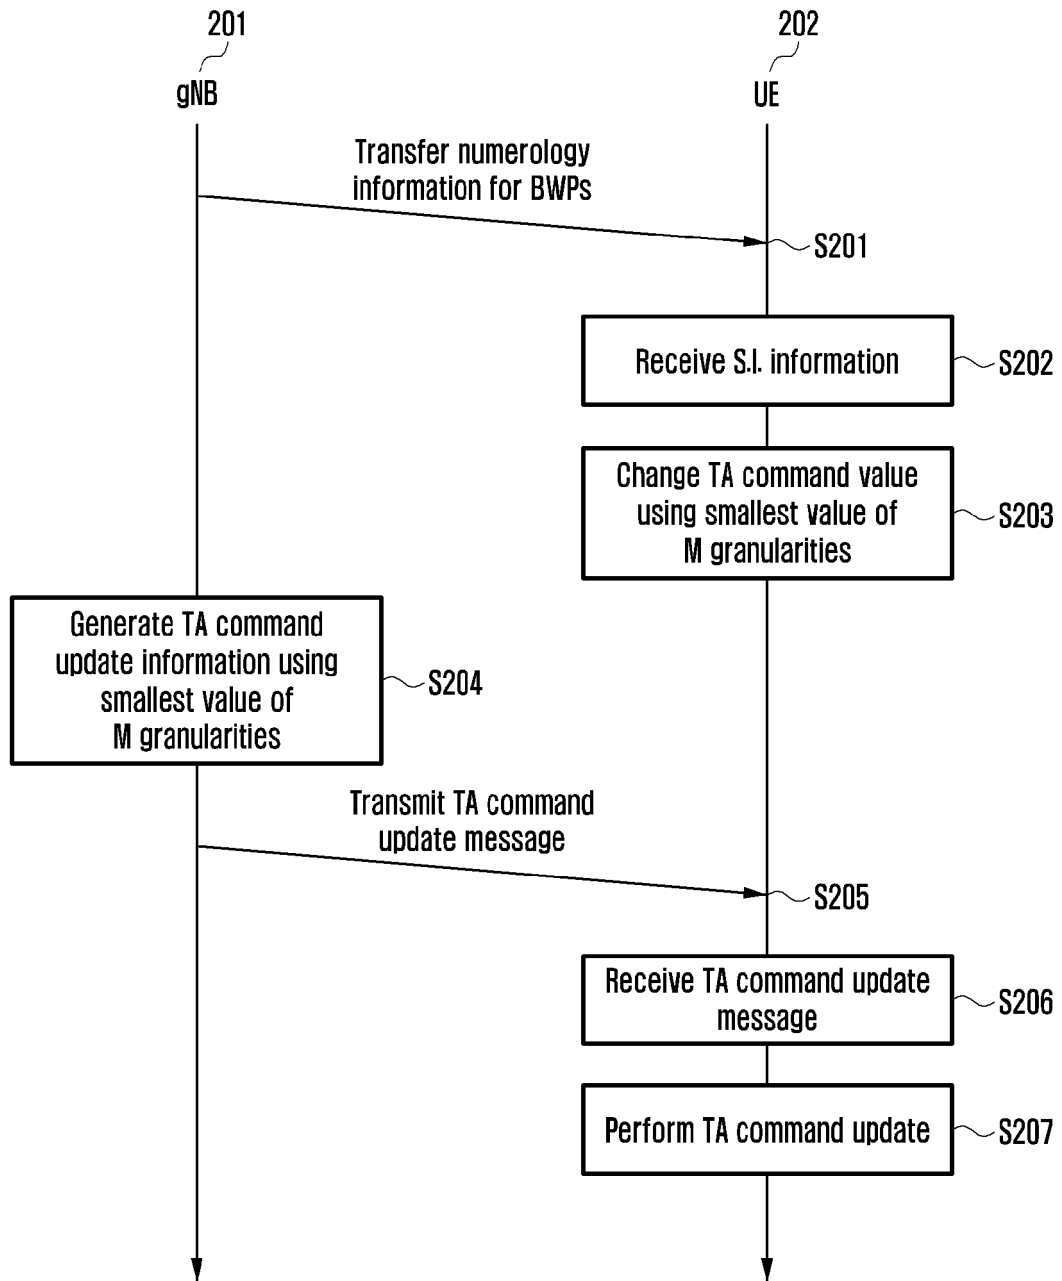 201
202
gNB
UE
Transfer numerology
information for BWPs
S201
Receive S.I. information
S202
Change TA command value
using smallest value of
M granularities
S203
Generate TA command
update information using
smallest value of
M granularities
S204
Transmit TA command
update message
S205
Receive TA command update
message
S206
Perform TA command update
S207